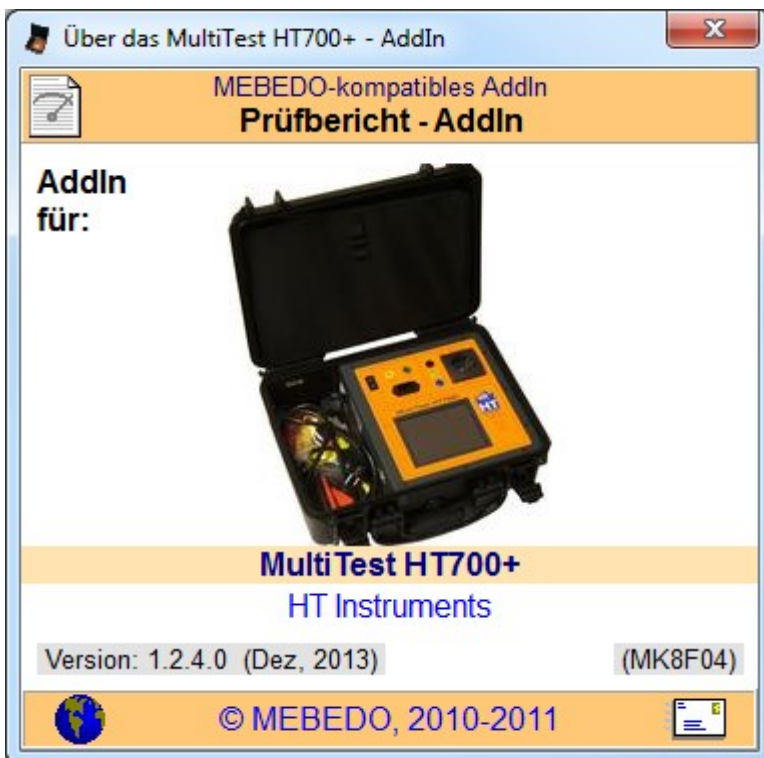 Über das MultiTest HT700+ - AddIn
MEBEDO-kompatibles AddIn
Prüfbericht - AddIn
AddIn
für:
HT
MultiTest HT700+
HT Instruments
Version: 1.2.4.0 (Dez, 2013)
(MK8F04)
© MEBEDO, 2010-2011